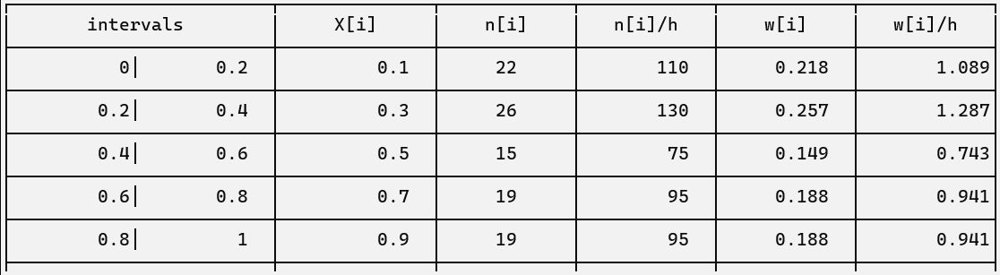 intervals X[i] n[i] n[i]/h w[i] w[i]/h
0| 0.2 0.1 22 110 0.218 1.089
0.2| 0.4 0.3 26 130 0.257 1.287
0.4| 0.6 0.5 15 75 0.149 0.743
0.6| 0.8 0.7 19 95 0.188 0.941
0.8| 1 0.9 19 95 0.188 0.941